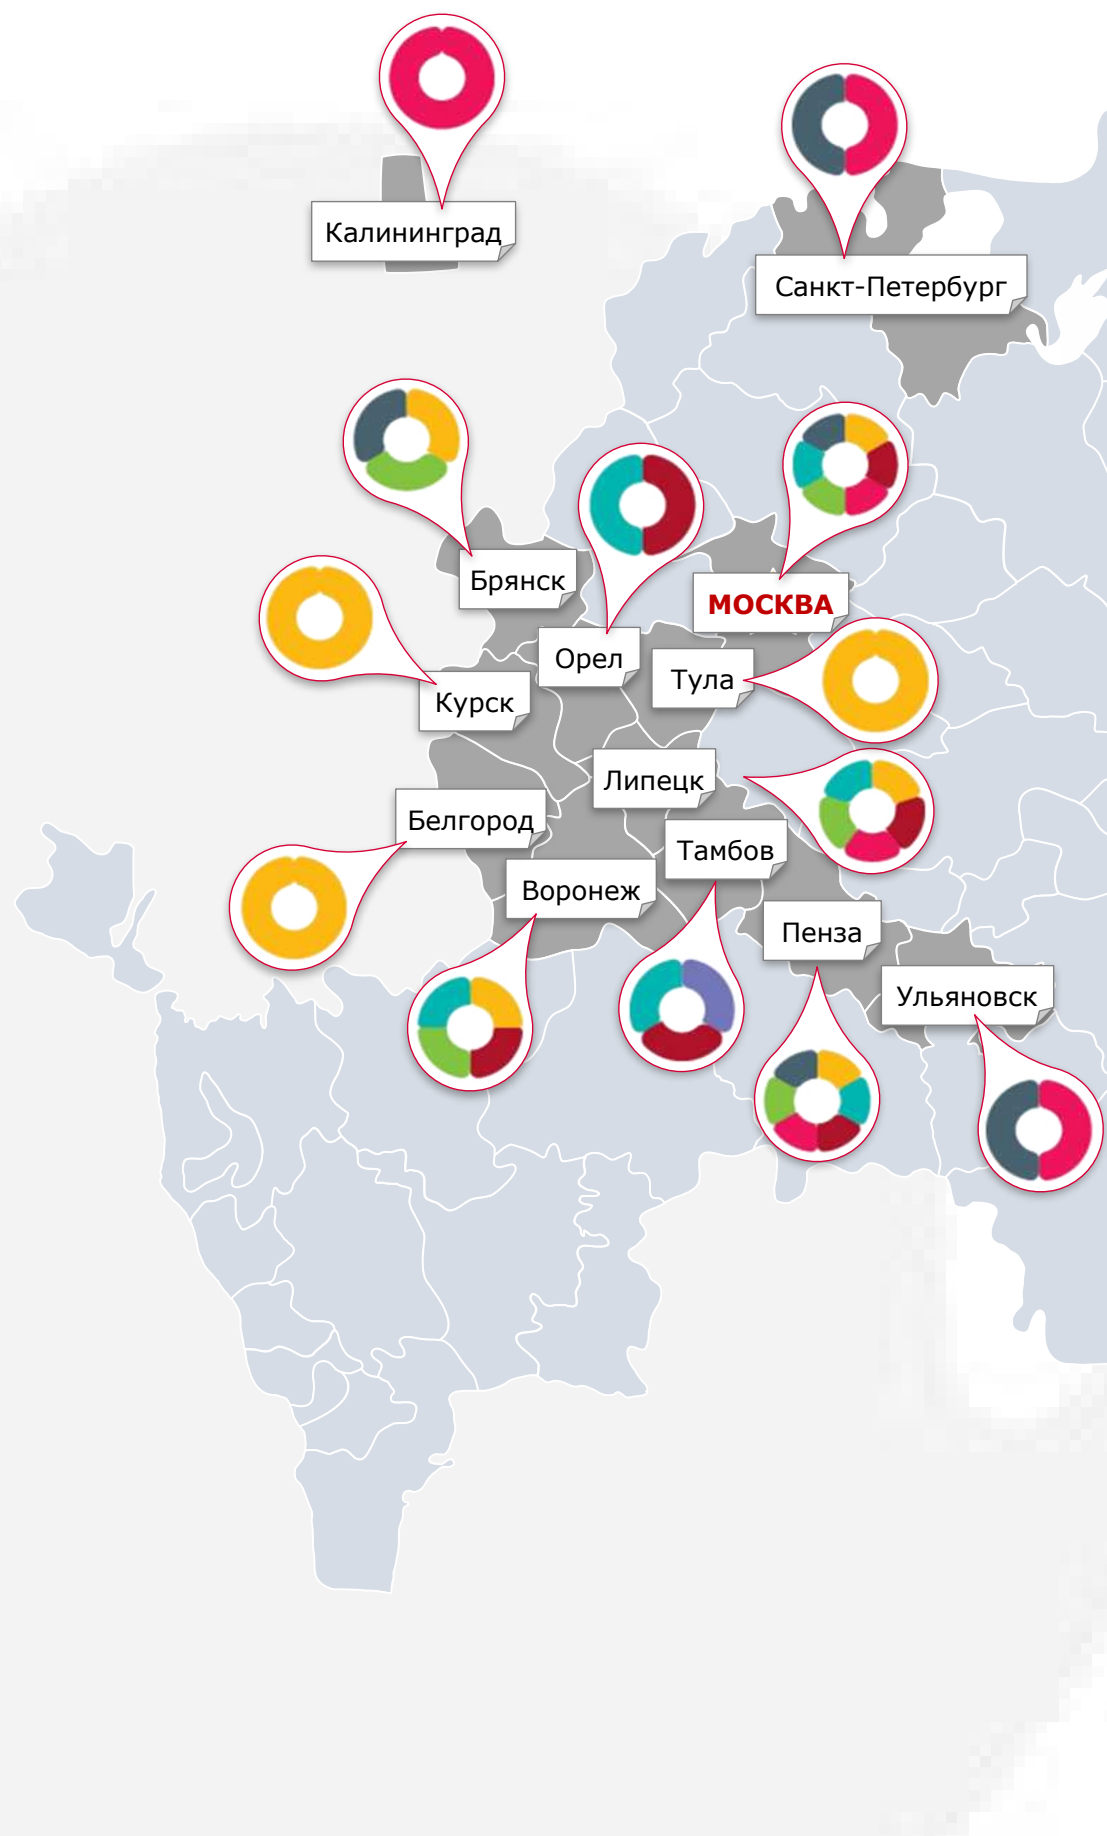 Калининград
Санкт-Петербург
Брянск
МОСКВА
Орел
Тула
Курск
Липецк
Белгород
Тамбов
Воронеж
Пенза
Ульяновск